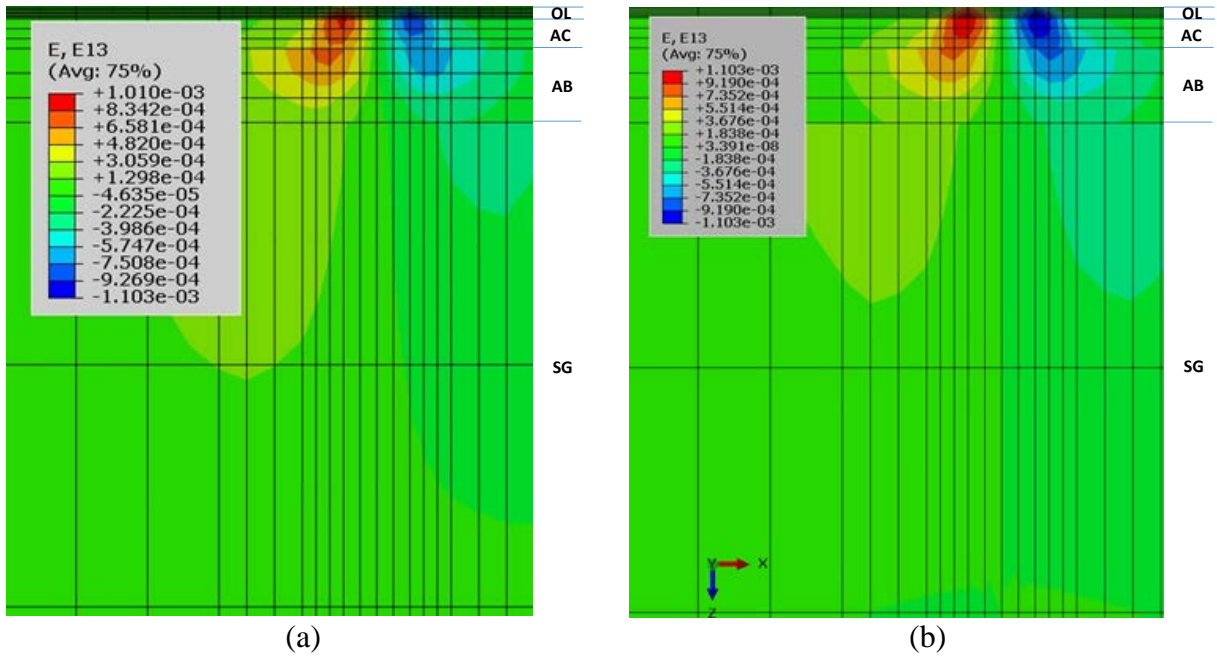 E, E13
(Avg: 75%)
+1.010e-03
+8.342e-04
+6.581e-04
+4.820e-04
+3.059e-04
+1.298e-04
-4.635e-05
-2.225e-04
-3.986e-04
-5.747e-04
-7.508e-04
-9.269e-04
-1.103e-03
OL
AC
AB
SG
(a)
E, E13
(Avg: 75%)
+1.103e-03
+9.190e-04
+7.352e-04
+5.514e-04
+3.676e-04
+1.838e-04
+3.391e-08
-1.838e-04
-3.676e-04
-5.514e-04
-7.352e-04
-9.190e-04
-1.103e-03
OL
AC
AB
SG
Y X
Z
(b)